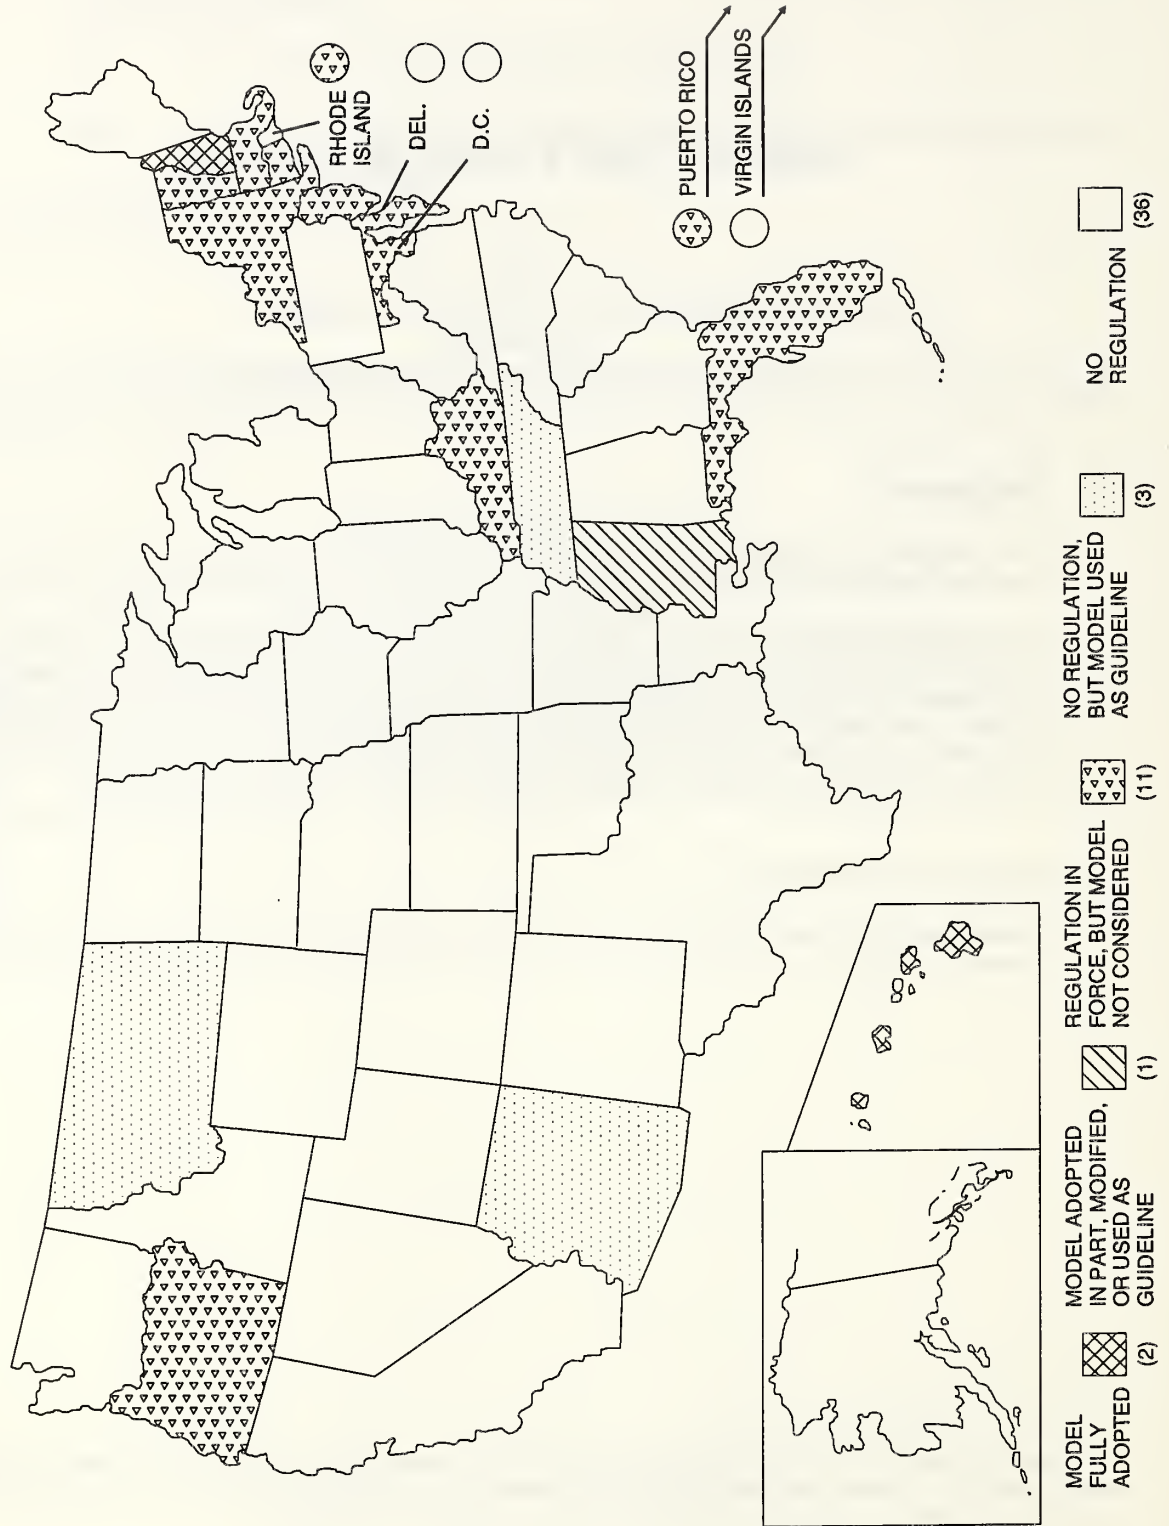 RHODE
ISLAND
DEL.
D.C.
PUERTO RICO
VIRGIN ISLANDS
MODEL
FULLY
ADOPTED
(2)
MODEL ADOPTED
IN PART, MODIFIED,
OR USED AS
GUIDELINE
(1)
REGULATION IN
FORCE, BUT MODEL
NOT CONSIDERED
(11)
NO REGULATION,
BUT MODEL USED
AS GUIDELINE
(3)
NO
REGULATION
(36)